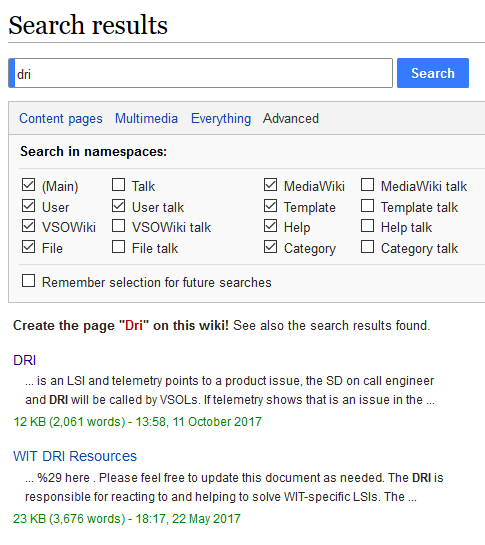 Search results
dri
Search
Content pages Multimedia Everything Advanced
Search in namespaces:
(Main) Talk MediaWiki MediaWiki talk
User User talk Template Template talk
VSOWiki VSOWiki talk Help Help talk
File File talk Category Category talk
Remember selection for future searches
Create the page "Dri" on this wiki! See also the search results found.
DRI
... is an LSI and telemetry points to a product issue, the SD on call engineer
and DRI will be called by VSOLs. If telemetry shows that is an issue in the ...
12 KB (2,061 words) - 13:58, 11 October 2017
WIT DRI Resources
... %29 here . Please feel free to update this document as needed. The DRI is
responsible for reacting to and helping to solve WIT-specific LSIs. The ...
23 KB (3,676 words) - 18:17, 22 May 2017